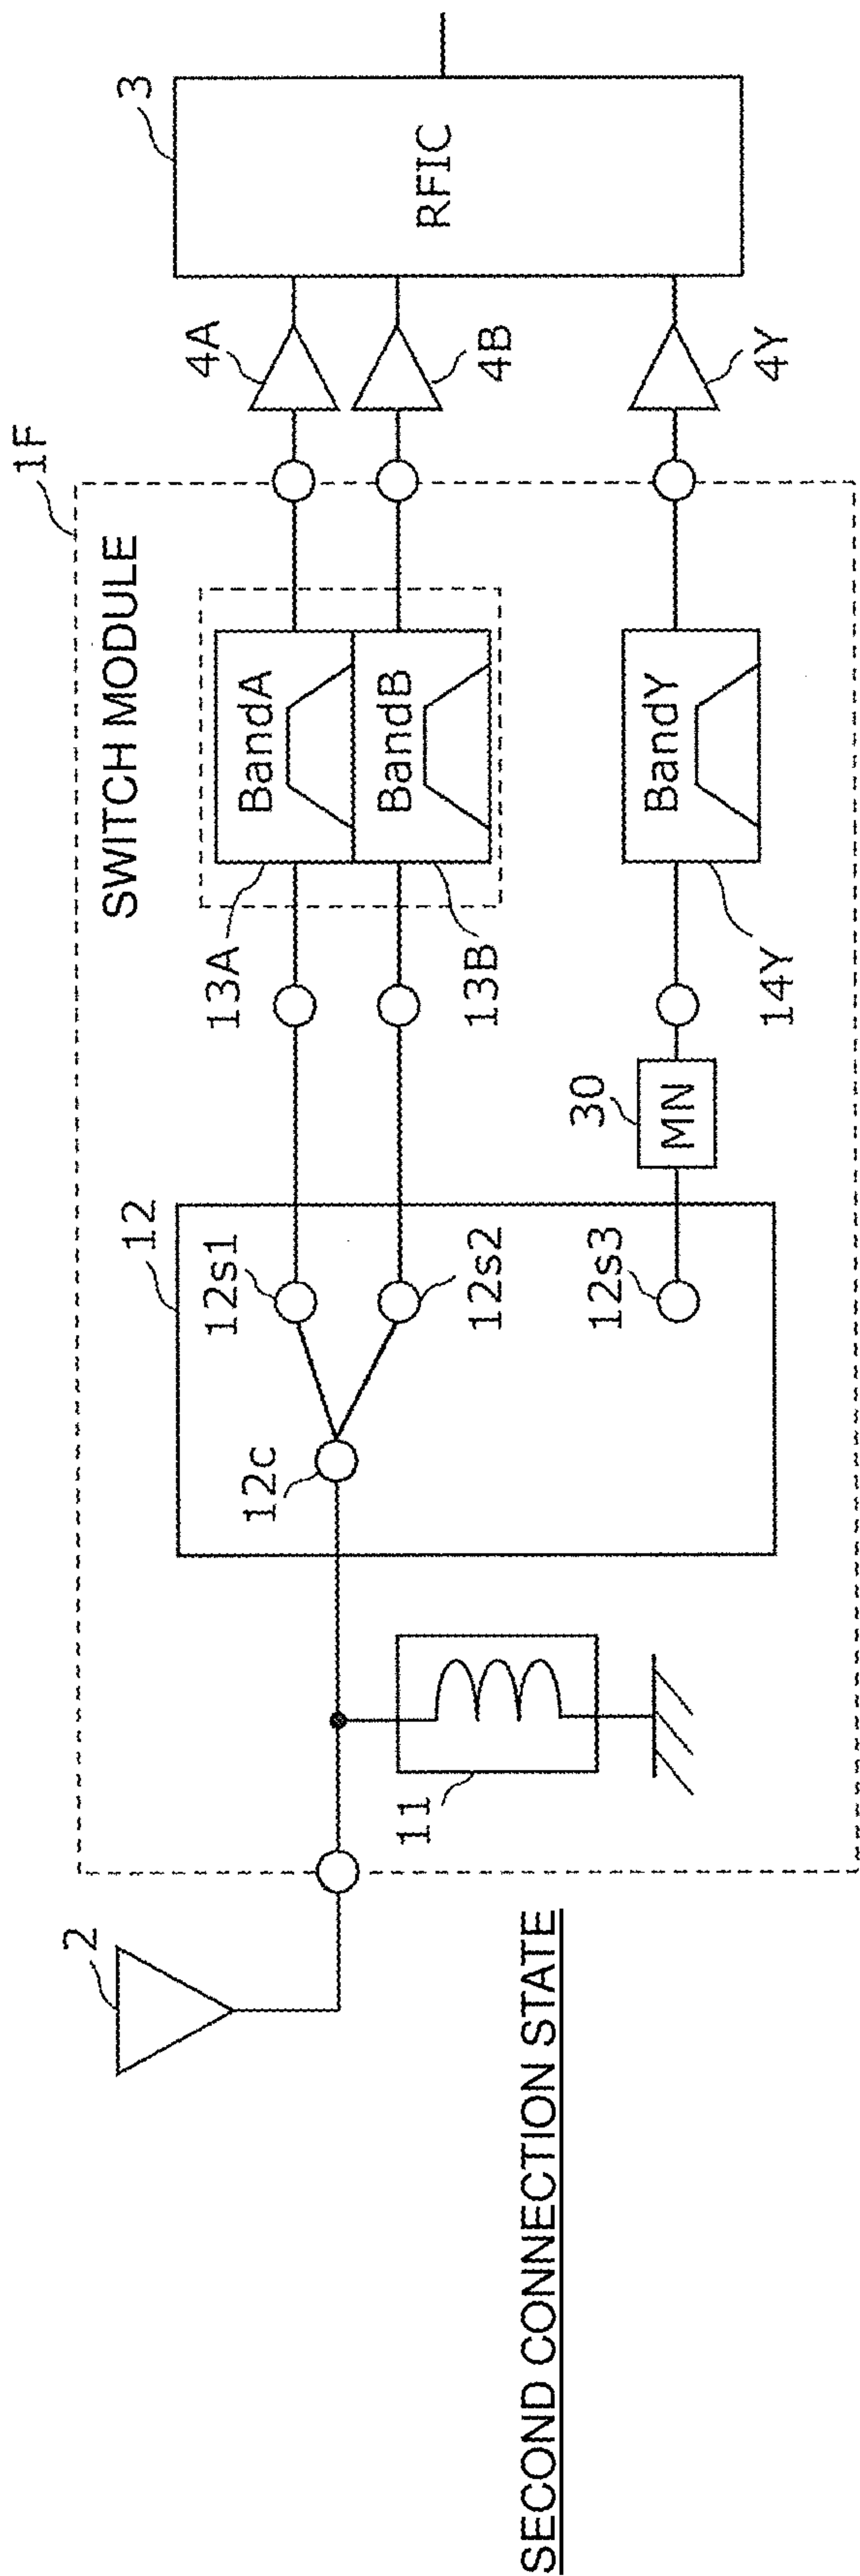 SECOND CONNECTION STATE
1F
SWITCH MODULE
2
11
12
12c
12s1
12s2
12s3
30
MN
13A
BandA
13B
BandB
14Y
BandY
4A
4B
4Y
3
RFIC